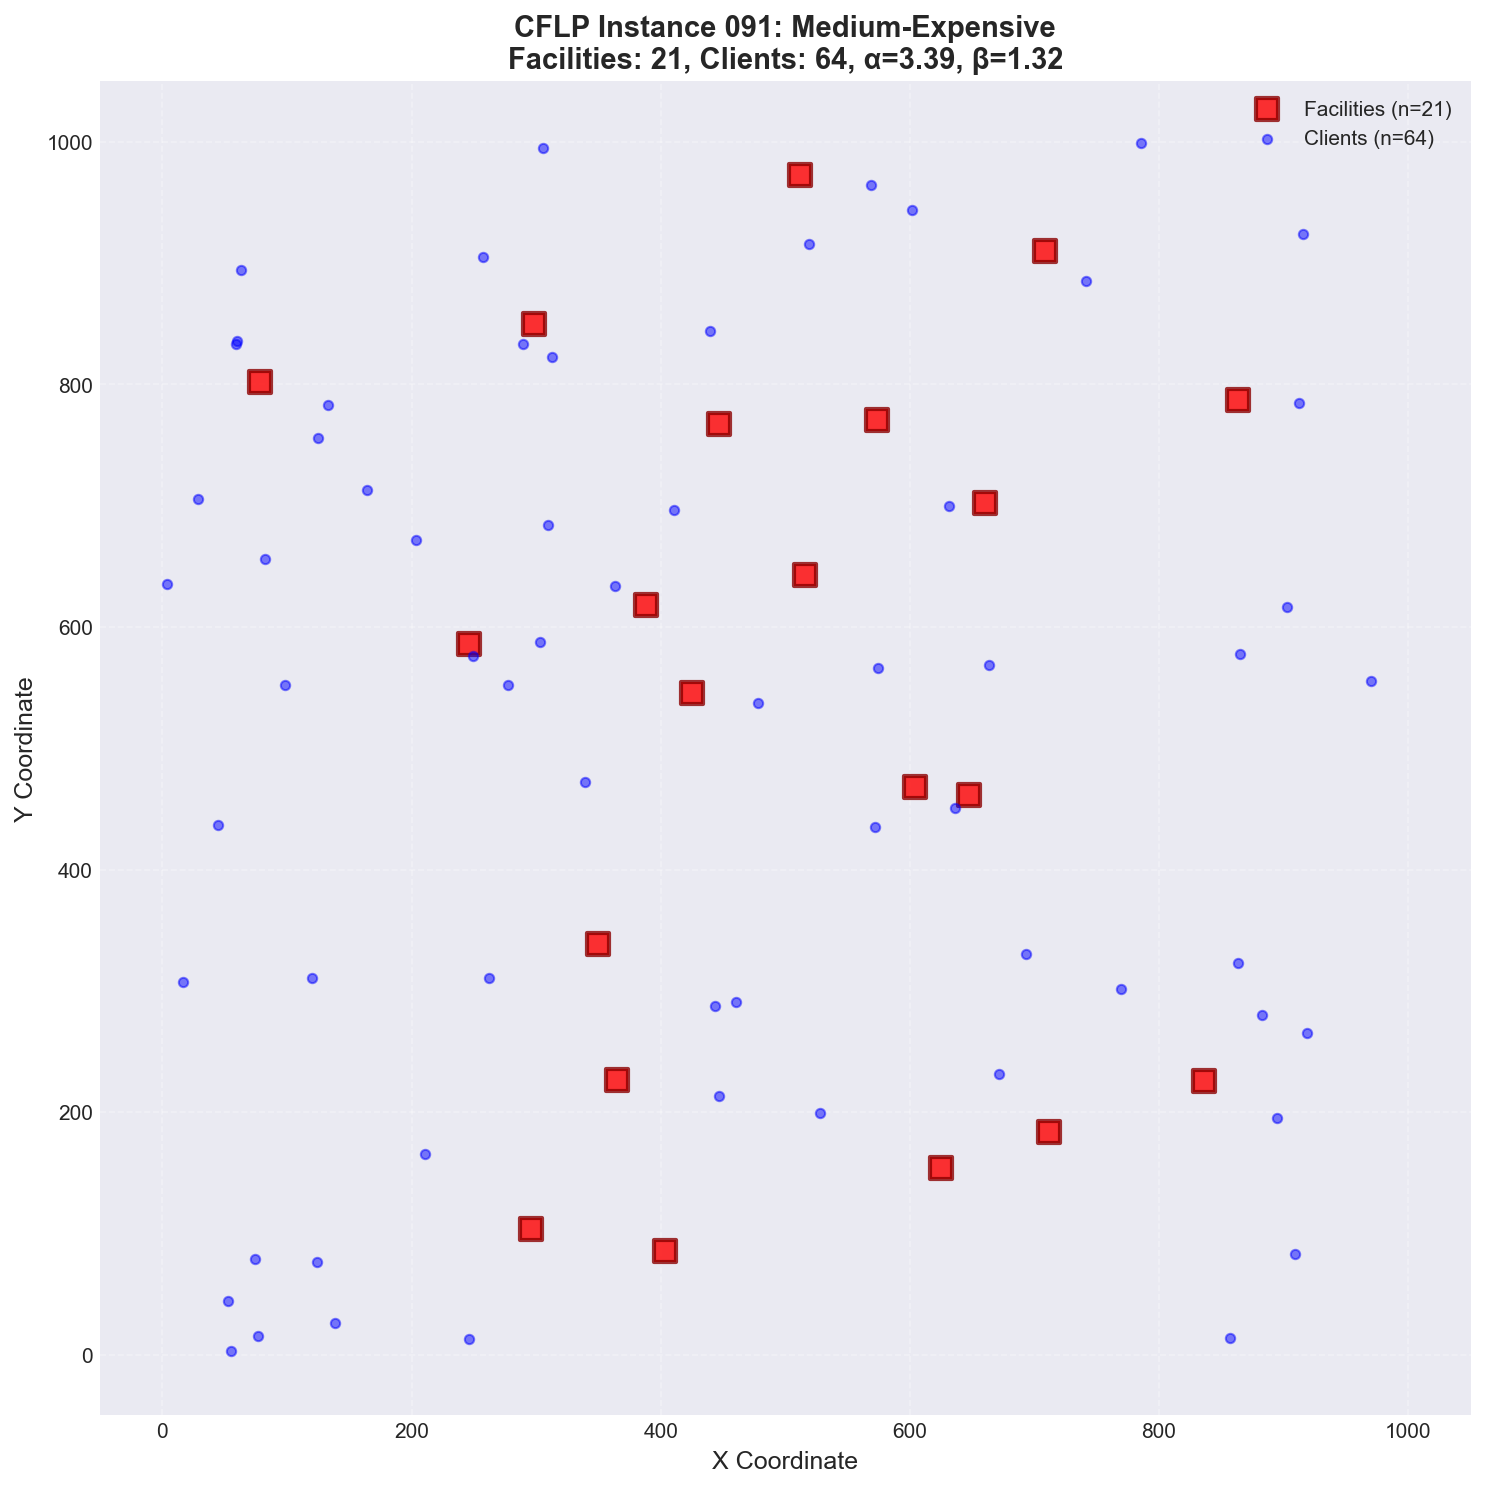 CFLP Instance 091: Medium-Expensive
Facilities: 21, Clients: 64, α=3.39, β=1.32
Facilities (n=21)
Clients (n=64)
1000
800
600
400
200
0
Y Coordinate
0 200 400 600 800 1000
X Coordinate